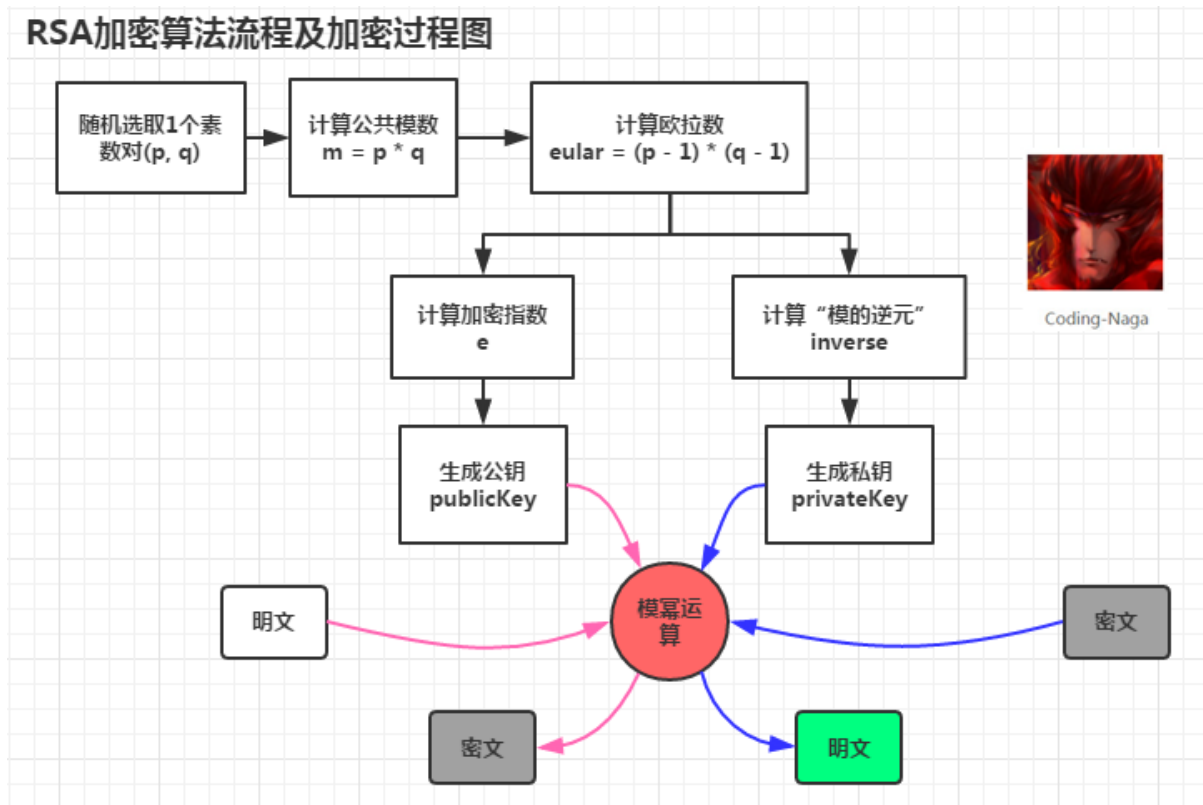 RSA加密算法流程及加密过程图
随机选取1个素
数对(p, q)
计算公共模数
m = p * q
计算欧拉数
eular = (p - 1) * (q - 1)
计算加密指数
e
计算“模的逆元”
inverse
Coding-Naga
生成公钥
publicKey
生成私钥
privateKey
明文
模幂运
算
密文
密文
明文